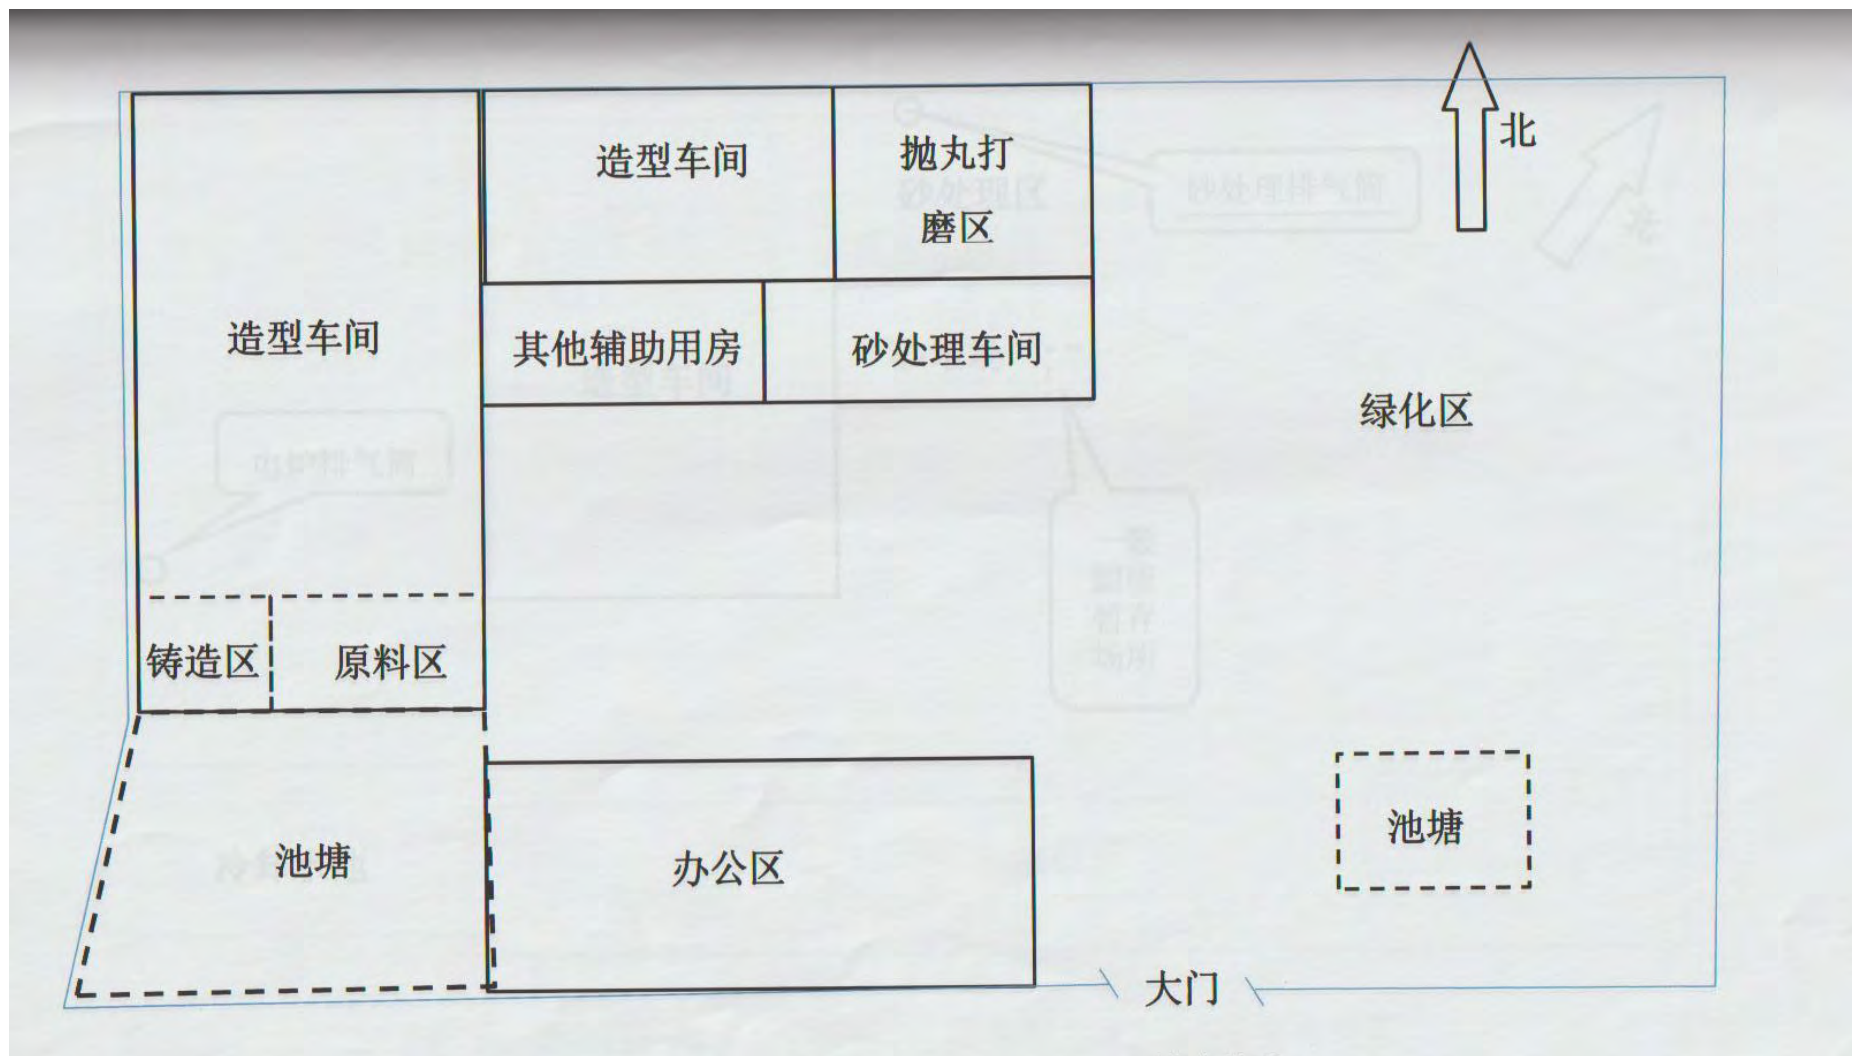 北
造型车间
抛丸打
磨区
造型车间
其他辅助用房
砂处理车间
绿化区
铸造区
原料区
池塘
办公区
池塘
大门